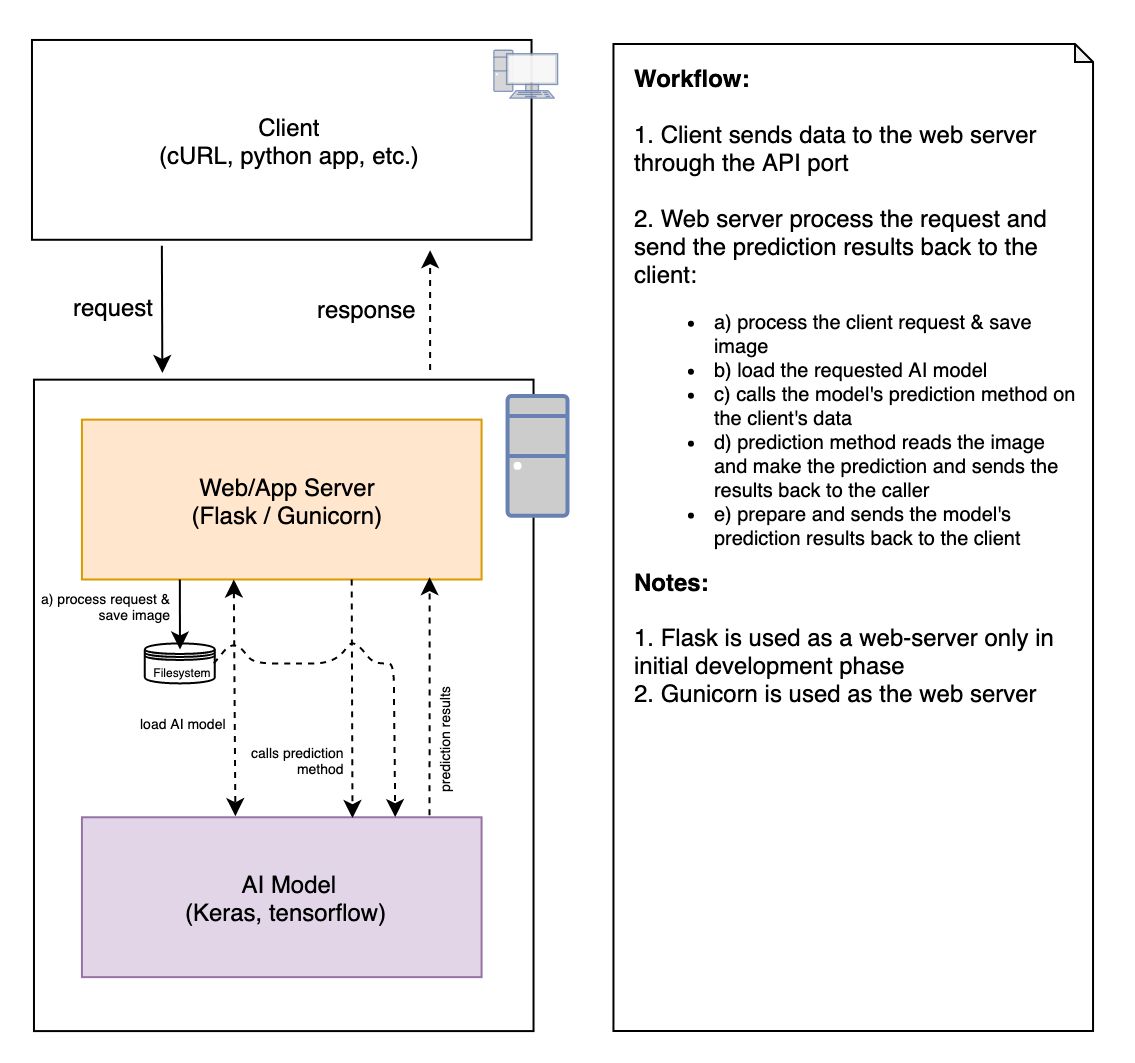 Client
(cURL, python app, etc.)
request
response
Web/App Server
(Flask / Gunicorn)
a) process request &
save image
Filesystem
load AI model
calls prediction
method
prediction results
AI Model
(Keras, tensorflow)
Workflow:
1. Client sends data to the web server
through the API port
2. Web server process the request and
send the prediction results back to the
client:
• a) process the client request & save
image
• b) load the requested AI model
• c) calls the model's prediction method on
the client's data
• d) prediction method reads the image
and make the prediction and sends the
results back to the caller
• e) prepare and sends the model's
prediction results back to the client
Notes:
1. Flask is used as a web-server only in
initial development phase
2. Gunicorn is used as the web server